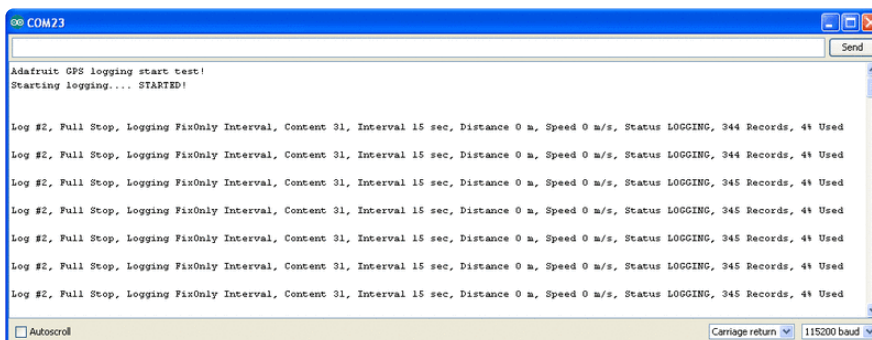 COM23
Send
Adafruit GPS logging start test!
Starting logging.... STARTED!
Log #2, Full Stop, Logging FixOnly Interval, Content 31, Interval 15 sec, Distance 0 m, Speed 0 m/s, Status LOGGING, 344 Records, 4% Used
Log #2, Full Stop, Logging FixOnly Interval, Content 31, Interval 15 sec, Distance 0 m, Speed 0 m/s, Status LOGGING, 344 Records, 4% Used
Log #2, Full Stop, Logging FixOnly Interval, Content 31, Interval 15 sec, Distance 0 m, Speed 0 m/s, Status LOGGING, 345 Records, 4% Used
Log #2, Full Stop, Logging FixOnly Interval, Content 31, Interval 15 sec, Distance 0 m, Speed 0 m/s, Status LOGGING, 345 Records, 4% Used
Log #2, Full Stop, Logging FixOnly Interval, Content 31, Interval 15 sec, Distance 0 m, Speed 0 m/s, Status LOGGING, 345 Records, 4% Used
Log #2, Full Stop, Logging FixOnly Interval, Content 31, Interval 15 sec, Distance 0 m, Speed 0 m/s, Status LOGGING, 345 Records, 4% Used
Log #2, Full Stop, Logging FixOnly Interval, Content 31, Interval 15 sec, Distance 0 m, Speed 0 m/s, Status LOGGING, 345 Records, 4% Used
Autoscroll
Carriage return
115200 baud